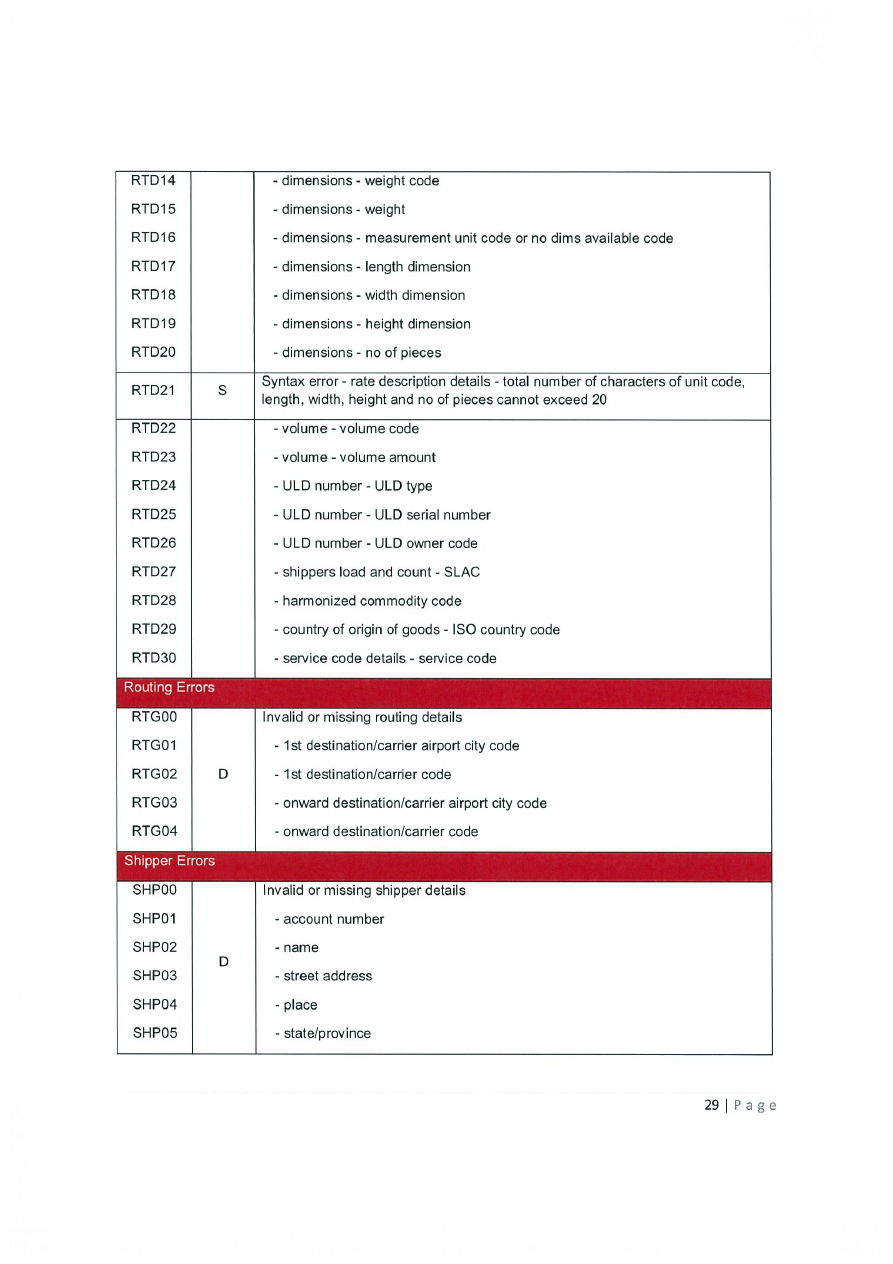 RTD14 - dimensions - weight code
RTD15 - dimensions - weight
RTD16 - dimensions - measurement unit code or no dims available code
RTD17 - dimensions - length dimension
RTD18 - dimensions - width dimension
RTD19 - dimensions - height dimension
RTD20 - dimensions - no of pieces
RTD21 S Syntax error - rate description details - total number of characters of unit code,
length, width, height and no of pieces cannot exceed 20
RTD22 - volume - volume code
RTD23 - volume - volume amount
RTD24 - ULD number - ULD type
RTD25 - ULD number - ULD serial number
RTD26 - ULD number - ULD owner code
RTD27 - shippers load and count - SLAC
RTD28 - harmonized commodity code
RTD29 - country of origin of goods - ISO country code
RTD30 - service code details - service code
Routing Errors
RTG00 Invalid or missing routing details
RTG01 - 1st destination/carrier airport city code
RTG02 D - 1st destination/carrier code
RTG03 - onward destination/carrier airport city code
RTG04 - onward destination/carrier code
Shipper Errors
SHP00 Invalid or missing shipper details
SHP01 - account number
SHP02 - name
D
SHP03 - street address
SHP04 - place
SHP05 - state/province
29 | Page